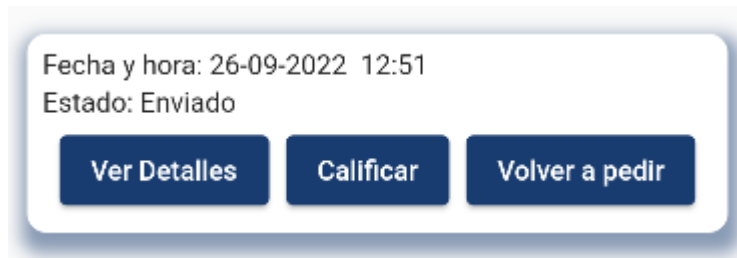 Fecha y hora: 26-09-2022 12:51
Estado: Enviado
Ver Detalles Calificar Volver a pedir